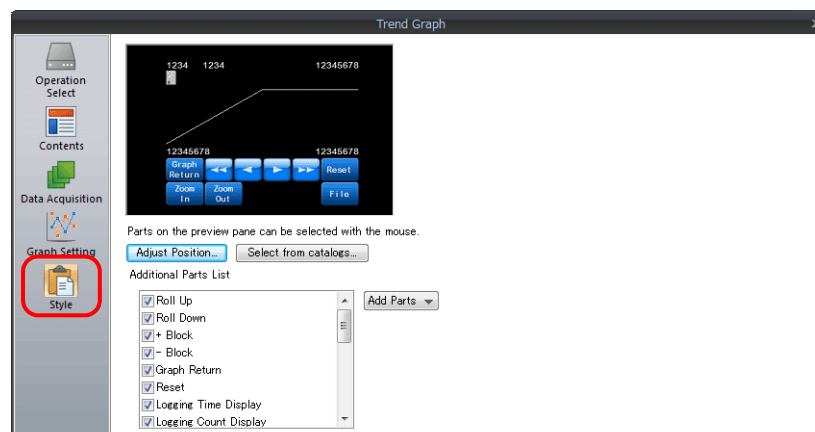 Trend Graph
Operation
Select
Contents
Data Acquisition
Graph Setting
Style
1234 1234 12345678
12345678 12345678
Graph
Return
Reset
Zoom
In
Zoom
Out
File
Parts on the preview pane can be selected with the mouse.
Adjust Position... Select from catalogs...
Additional Parts List
Roll Up
Roll Down
+ Block
- Block
Graph Return
Reset
Logging Time Display
Logging Count Display
Add Parts